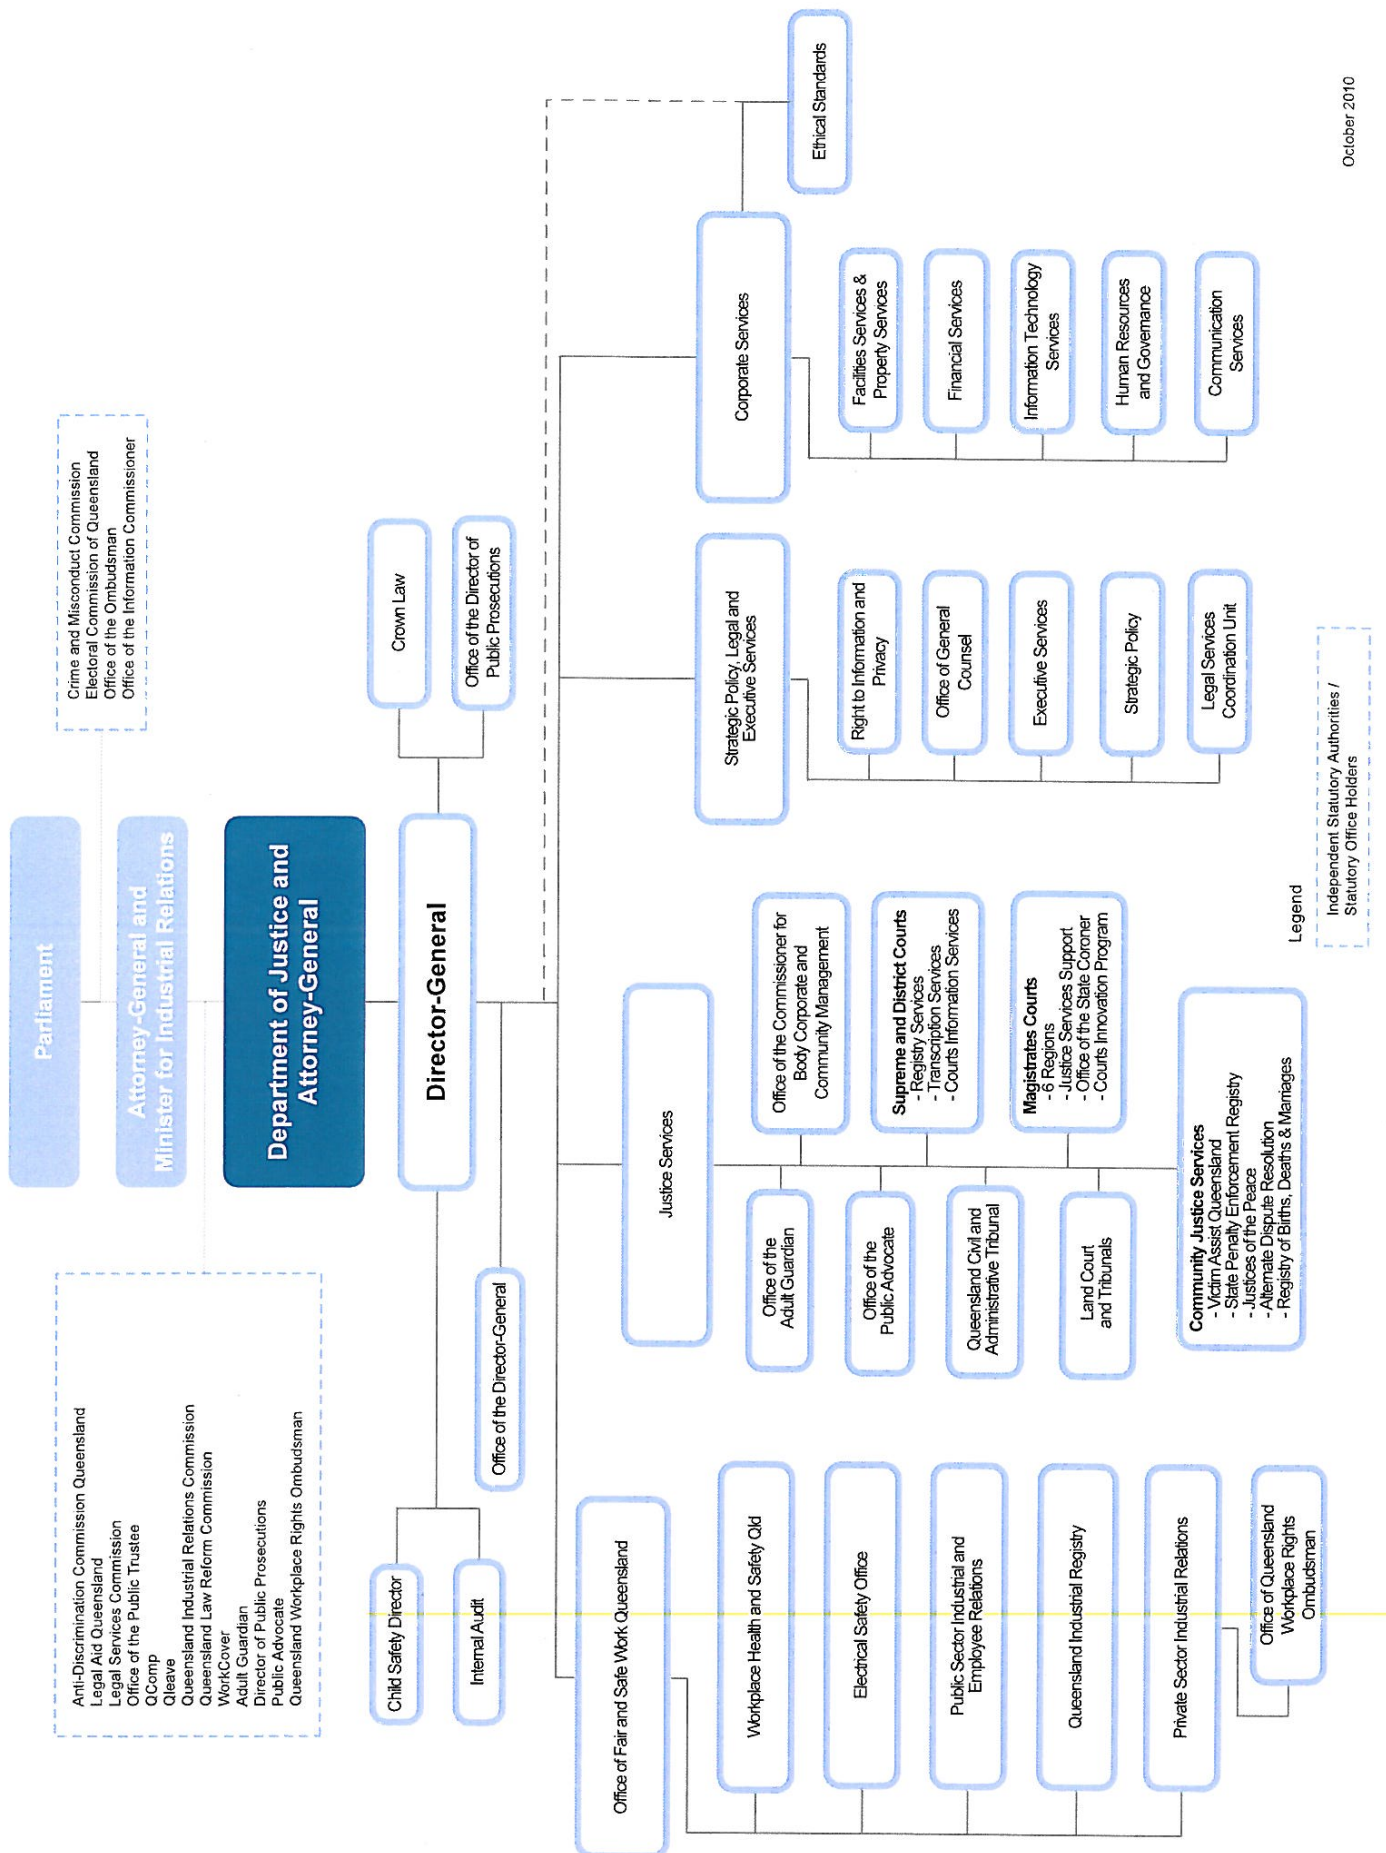 Parliament
Crime and Misconduct Commission
Electoral Commission of Queensland
Office of the Ombudsman
Office of the Information Commissioner
Attorney-General and
Minister for Industrial Relations
Anti-Discrimination Commission Queensland
Legal Aid Queensland
Legal Services Commission
Office of the Public Trustee
QComp
Qleave
Queensland Industrial Relations Commission
Queensland Law Reform Commission
WorkCover
Adult Guardian
Director of Public Prosecutions
Public Advocate
Queensland Workplace Rights Ombudsman
Department of Justice and
Attorney-General
Director-General
Child Safety Director
Internal Audit
Crown Law
Office of the Director of
Public Prosecutions
Office of the Director-General
Office of Fair and Safe Work Queensland
Workplace Health and Safety Qld
Electrical Safety Office
Public Sector Industrial and
Employee Relations
Queensland Industrial Registry
Private Sector Industrial Relations
Office of Queensland
Workplace Rights
Ombudsman
Justice Services
Office of the
Adult Guardian
Office of the
Public Advocate
Queensland Civil and
Administrative Tribunal
Land Court
and Tribunals
Office of the Commissioner for
Body Corporate and
Community Management
Supreme and District Courts
- Registry Services
- Transcription Services
- Courts Information Services
Magistrates Courts
- 6 Regions
- Justice Services Support
- Office of the State Coroner
- Courts Innovation Program
Community Justice Services
- Victim Assist Queensland
- State Penalty Enforcement Registry
- Justices of the Peace
- Alternate Dispute Resolution
- Registry of Births, Deaths & Marriages
Strategic Policy, Legal and
Executive Services
Right to Information and
Privacy
Office of General
Counsel
Executive Services
Strategic Policy
Legal Services
Coordination Unit
Corporate Services
Facilities Services &
Property Services
Financial Services
Information Technology
Services
Human Resources
and Governance
Communication
Services
Ethical Standards
Legend
Independent Statutory Authorities /
Statutory Office Holders
October 2010